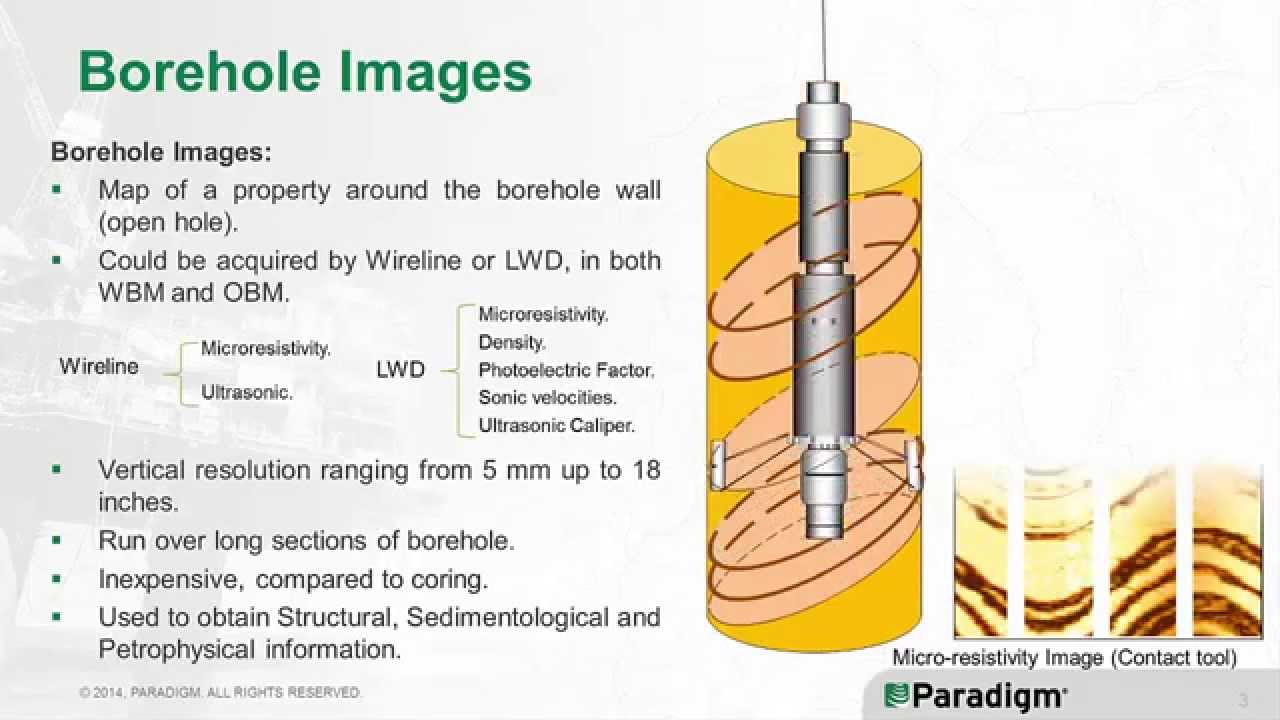 Borehole Images
Borehole Images:
▪ Map of a property around the borehole wall
(open hole).
▪ Could be acquired by Wireline or LWD, in both
WBM and OBM.
Wireline
Microresistivity.
Ultrasonic.
LWD
Microresistivity.
Density.
Photoelectric Factor.
Sonic velocities.
Ultrasonic Caliper.
▪ Vertical resolution ranging from 5 mm up to 18
inches.
▪ Run over long sections of borehole.
▪ Inexpensive, compared to coring.
▪ Used to obtain Structural, Sedimentological and
Petrophysical information.
Micro-resistivity Image (Contact tool)
© 2014, PARADIGM. ALL RIGHTS RESERVED.
Paradigm®
3